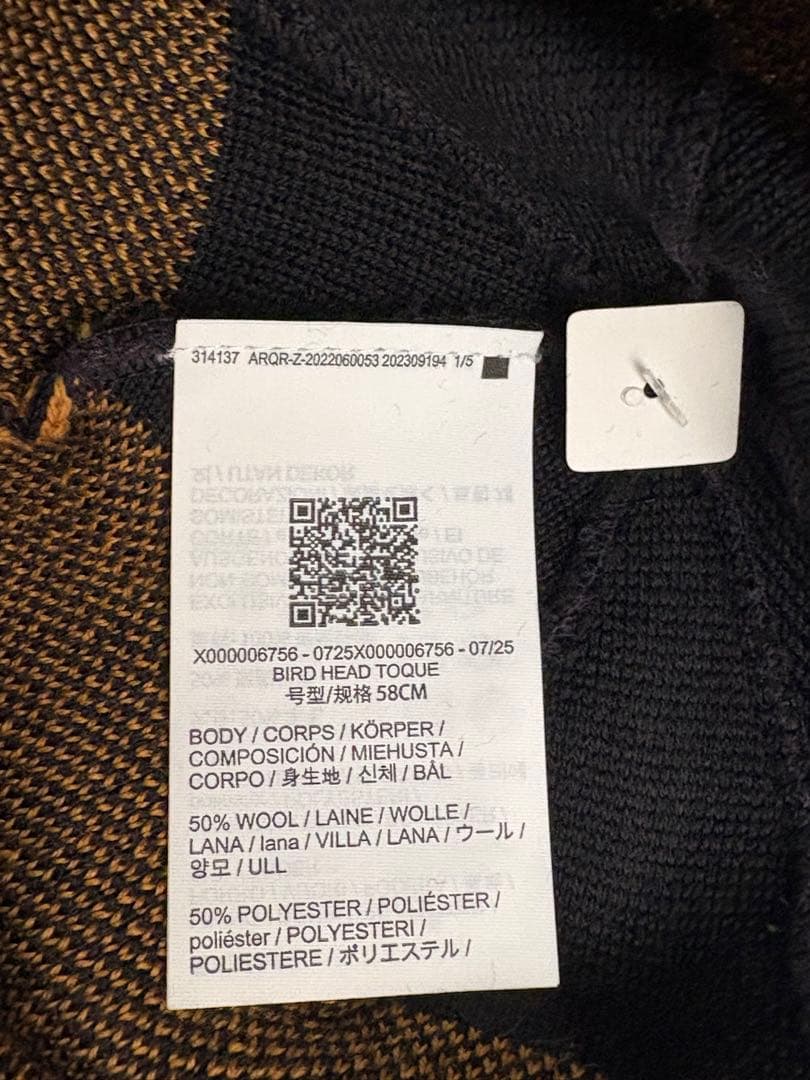 314137 ARQR-Z-2022060053 202309194 1/5
X000006756 - 0725X000006756 - 07/25
BIRD HEAD TOQUE
号型/规格 58CM
BODY / CORPS / KÖRPER /
COMPOSICIÓN / MIEHUSTA /
CORPO / 身生地 / 신체 / BÅL
50% WOOL / LAINE / WOLLE /
LANA / lana / VILLA / LANA / ウール /
양모 / ULL
50% POLYESTER / POLIÉSTER /
poliéster / POLYESTERI /
POLIESTERE / ポリエステル /